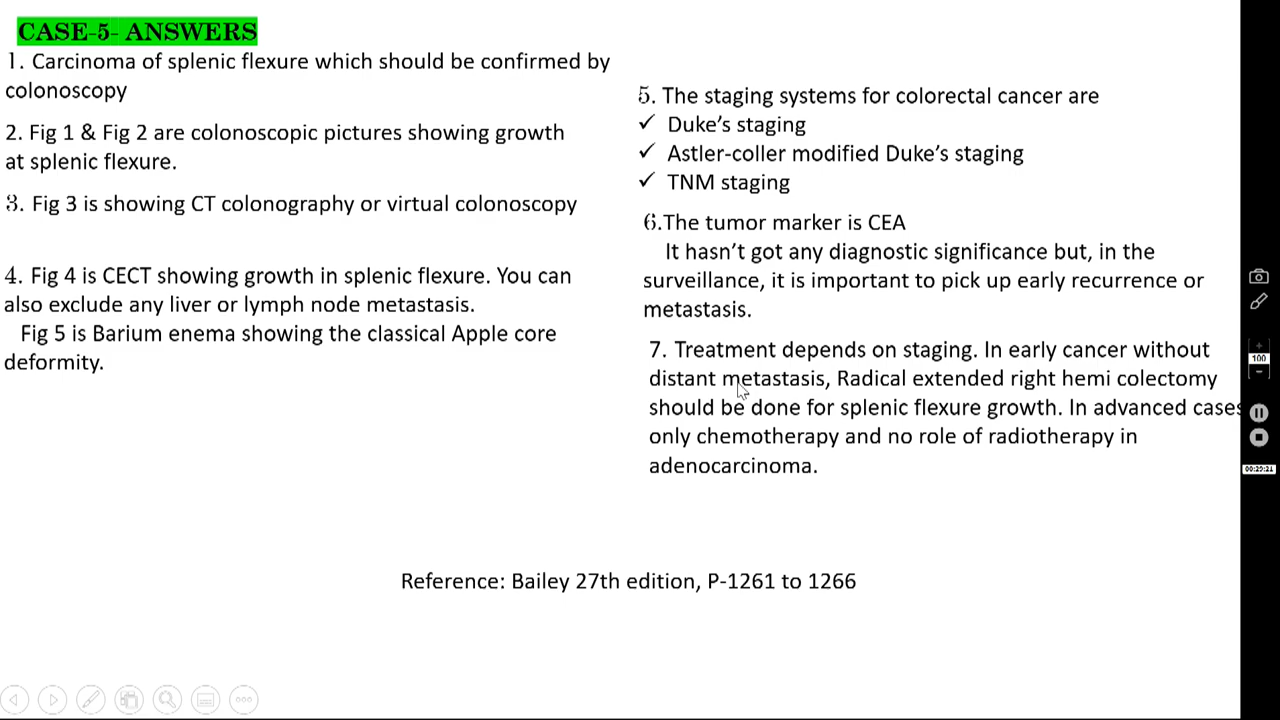 CASE-5- ANSWERS
1. Carcinoma of splenic flexure which should be confirmed by
colonoscopy
2. Fig 1 & Fig 2 are colonoscopic pictures showing growth
at splenic flexure.
3. Fig 3 is showing CT colonography or virtual colonoscopy
4. Fig 4 is CECT showing growth in splenic flexure. You can
also exclude any liver or lymph node metastasis.
Fig 5 is Barium enema showing the classical Apple core
deformity.
5. The staging systems for colorectal cancer are
✓ Duke’s staging
✓ Astler-coller modified Duke’s staging
✓ TNM staging
6.The tumor marker is CEA
It hasn’t got any diagnostic significance but, in the
surveillance, it is important to pick up early recurrence or
metastasis.
7. Treatment depends on staging. In early cancer without
distant metastasis, Radical extended right hemi colectomy
should be done for splenic flexure growth. In advanced cases
only chemotherapy and no role of radiotherapy in
adenocarcinoma.
Reference: Bailey 27th edition, P-1261 to 1266
100
00:29:21